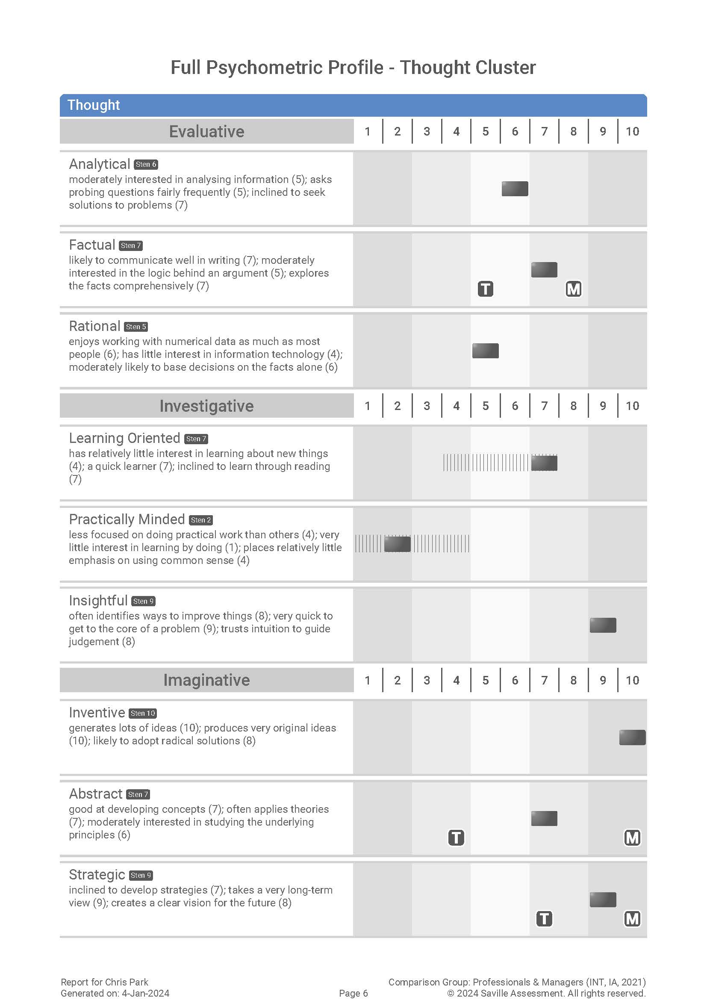 Full Psychometric Profile - Thought Cluster
Thought
Evaluative 1 2 3 4 5 6 7 8 9 10
Analytical Sten 6
moderately interested in analysing information (5); asks
probing questions fairly frequently (5); inclined to seek
solutions to problems (7)
Factual Sten 7
likely to communicate well in writing (7); moderately
interested in the logic behind an argument (5); explores
the facts comprehensively (7)
T M
Rational Sten 5
enjoys working with numerical data as much as most
people (6); has little interest in information technology (4);
moderately likely to base decisions on the facts alone (6)
Investigative 1 2 3 4 5 6 7 8 9 10
Learning Oriented Sten 7
has relatively little interest in learning about new things
(4); a quick learner (7); inclined to learn through reading
(7)
Practically Minded Sten 2
less focused on doing practical work than others (4); very
little interest in learning by doing (1); places relatively little
emphasis on using common sense (4)
Insightful Sten 9
often identifies ways to improve things (8); very quick to
get to the core of a problem (9); trusts intuition to guide
judgement (8)
Imaginative 1 2 3 4 5 6 7 8 9 10
Inventive Sten 10
generates lots of ideas (10); produces very original ideas
(10); likely to adopt radical solutions (8)
Abstract Sten 7
good at developing concepts (7); often applies theories
(7); moderately interested in studying the underlying
principles (6)
T M
Strategic Sten 9
inclined to develop strategies (7); takes a very long-term
view (9); creates a clear vision for the future (8)
T M
Report for Chris Park Comparison Group: Professionals & Managers (INT, IA, 2021)
Generated on: 4-Jan-2024 Page 6 © 2024 Saville Assessment. All rights reserved.